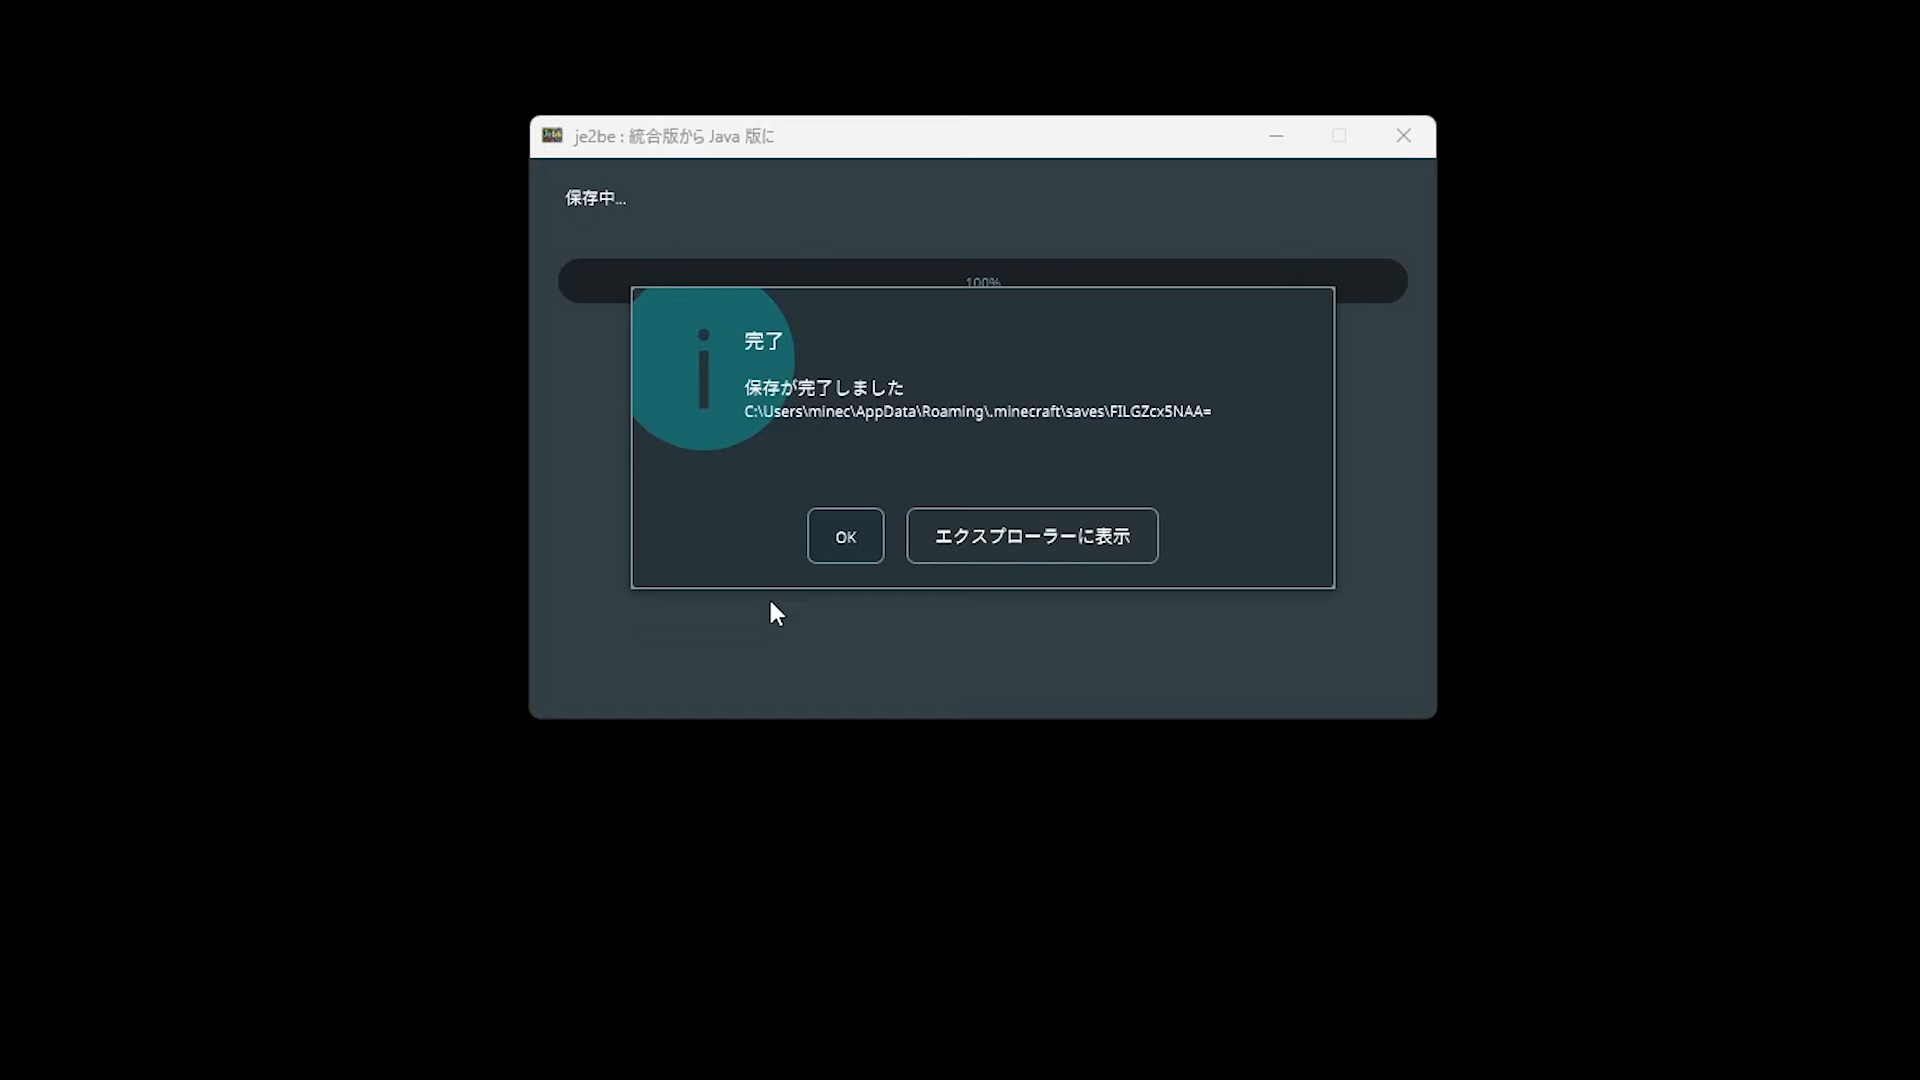 je2be : 統合版から Java 版に
保存中...
100%
完了
保存が完了しました
C:\Users\minec\AppData\Roaming\.minecraft\saves\FILGZcx5NAA=
OK
エクスプローラーに表示